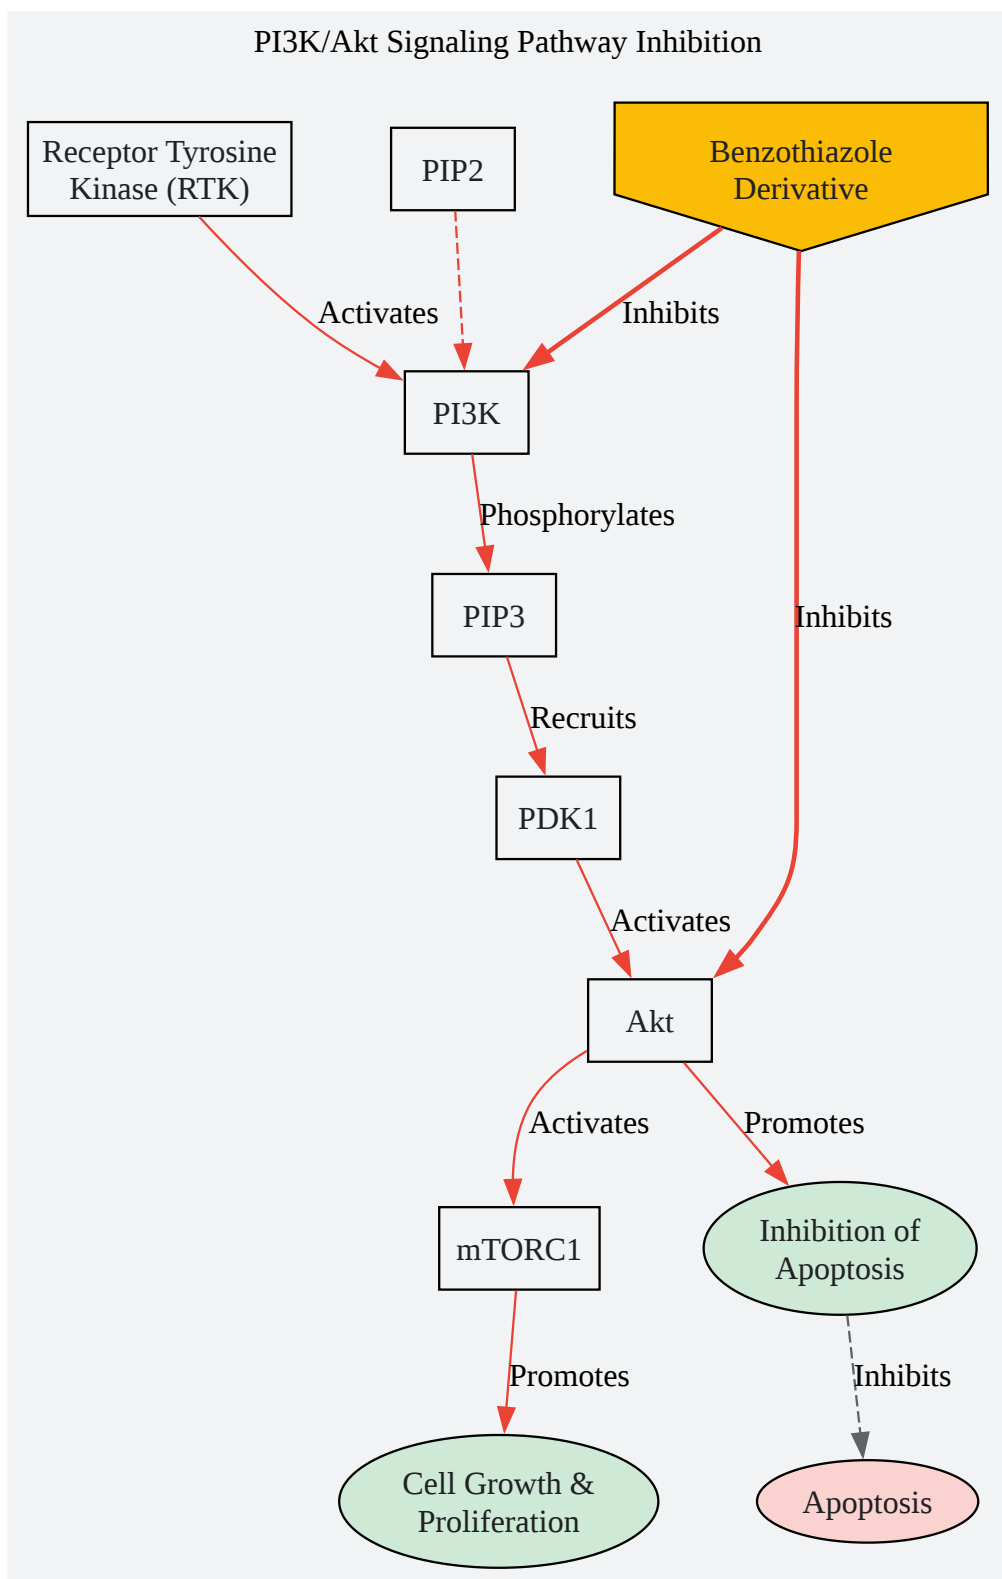 PI3K/Akt Signaling Pathway Inhibition
Receptor Tyrosine
Kinase (RTK)
PIP2
Benzothiazole
Derivative
Activates
Inhibits
PI3K
Phosphorylates
PIP3
Inhibits
Recruits
PDK1
Activates
Akt
Activates
Promotes
mTORC1
Inhibition of
Apoptosis
Promotes
Inhibits
Cell Growth &
Proliferation
Apoptosis